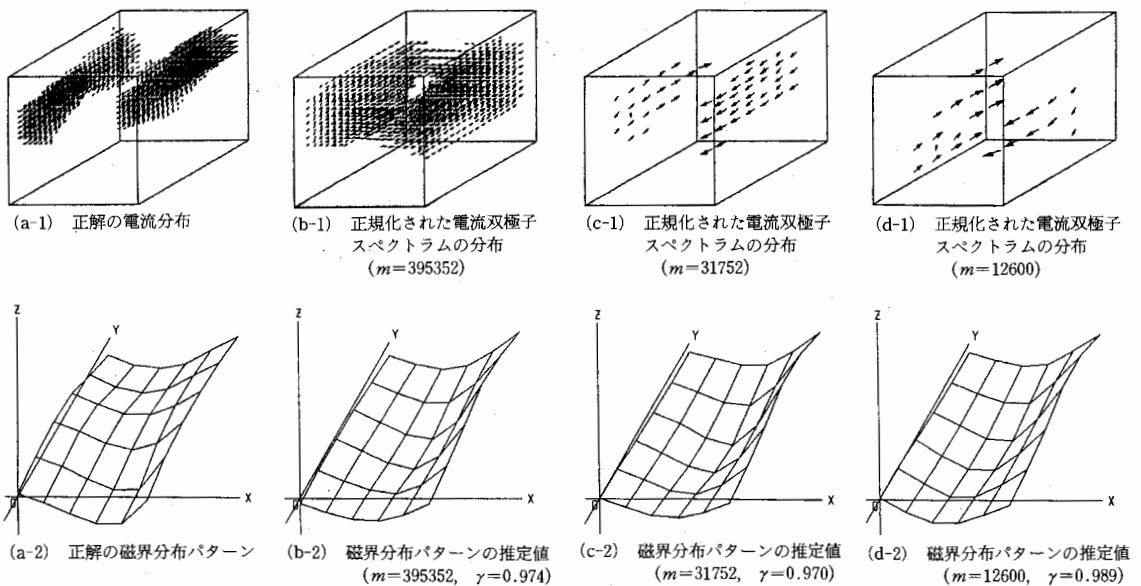 (a-1) 正解の電流分布
(b-1) 正規化された電流双極子
スペクトラムの分布
(m=395352)
(c-1) 正規化された電流双極子
スペクトラムの分布
(m=31752)
(d-1) 正規化された電流双極子
スペクトラムの分布
(m=12600)
Z
Y
0
X
(a-2) 正解の磁界分布パターン
Z
Y
0
X
(b-2) 磁界分布パターンの推定値
(m=395352, γ=0.974)
Z
Y
0
X
(c-2) 磁界分布パターンの推定値
(m=31752, γ=0.970)
Z
Y
0
X
(d-2) 磁界分布パターンの推定値
(m=12600, γ=0.989)